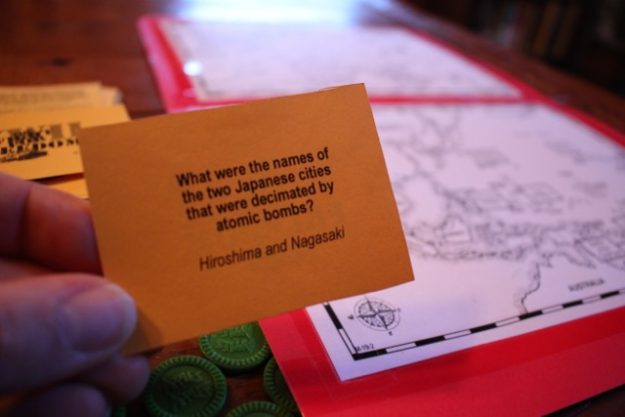 What were the names of
the two Japanese cities
that were decimated by
atomic bombs?
Hiroshima and Nagasaki
AUSTRALIA